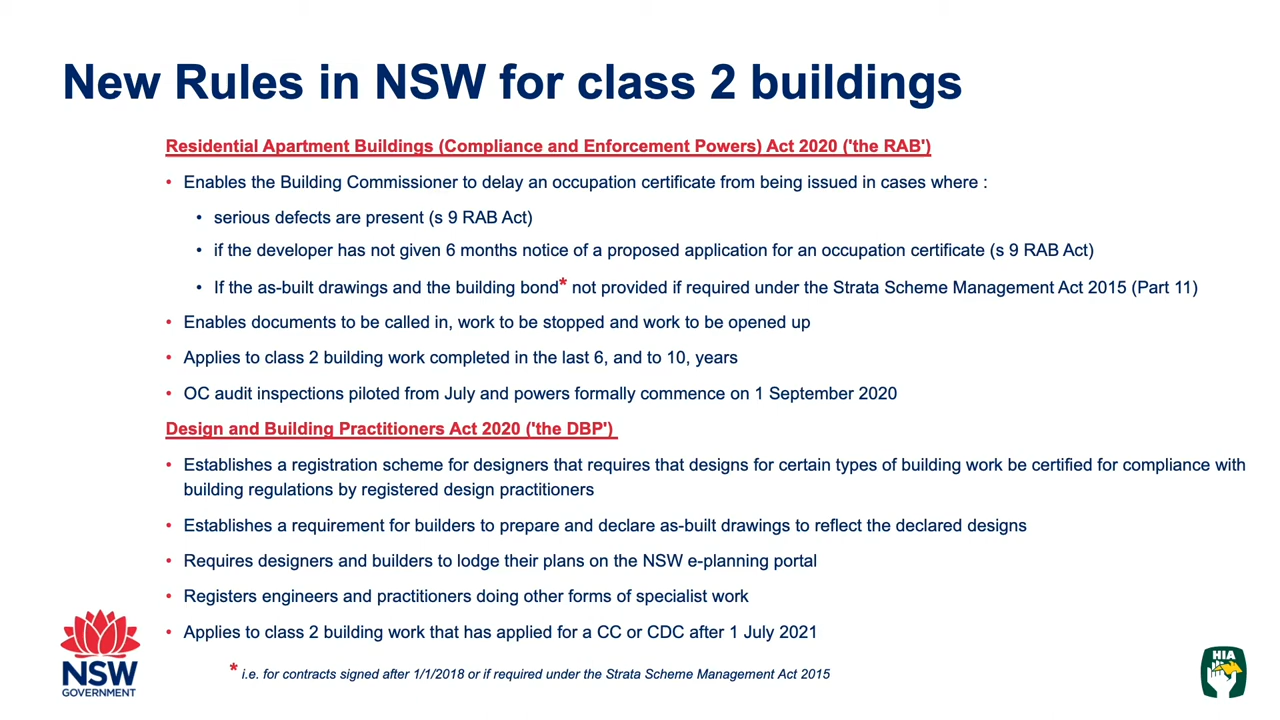 New Rules in NSW for class 2 buildings
Residential Apartment Buildings (Compliance and Enforcement Powers) Act 2020 ('the RAB')
• Enables the Building Commissioner to delay an occupation certificate from being issued in cases where :
• serious defects are present (s 9 RAB Act)
• if the developer has not given 6 months notice of a proposed application for an occupation certificate (s 9 RAB Act)
• If the as-built drawings and the building bond* not provided if required under the Strata Scheme Management Act 2015 (Part 11)
• Enables documents to be called in, work to be stopped and work to be opened up
• Applies to class 2 building work completed in the last 6, and to 10, years
• OC audit inspections piloted from July and powers formally commence on 1 September 2020
Design and Building Practitioners Act 2020 ('the DBP')
• Establishes a registration scheme for designers that requires that designs for certain types of building work be certified for compliance with
building regulations by registered design practitioners
• Establishes a requirement for builders to prepare and declare as-built drawings to reflect the declared designs
• Requires designers and builders to lodge their plans on the NSW e-planning portal
• Registers engineers and practitioners doing other forms of specialist work
• Applies to class 2 building work that has applied for a CC or CDC after 1 July 2021
* i.e. for contracts signed after 1/1/2018 or if required under the Strata Scheme Management Act 2015
NSW
GOVERNMENT
HIA